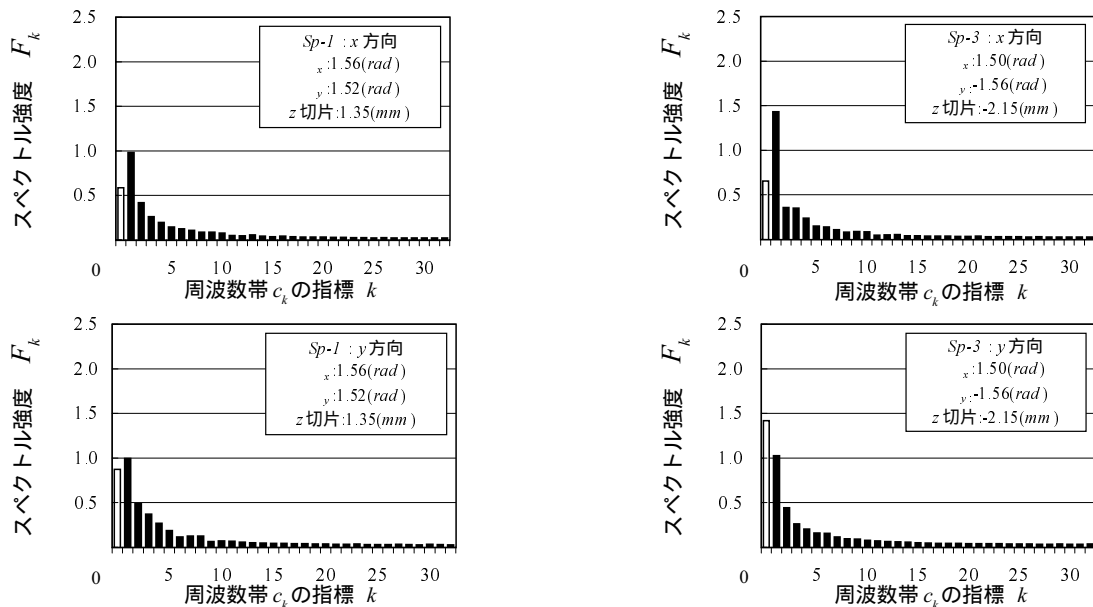 スペクトル強度 F_k
2.5
2.0
1.5
1.0
0.5
0 5 10 15 20 25 30
周波数帯 c_k の指標 k
Sp-1 : x 方向
x:1.56(rad)
y:1.52(rad)
z 切片:1.35(mm)
スペクトル強度 F_k
2.5
2.0
1.5
1.0
0.5
0 5 10 15 20 25 30
周波数帯 c_k の指標 k
Sp-3 : x 方向
x:1.50(rad)
y:-1.56(rad)
z 切片:-2.15(mm)
スペクトル強度 F_k
2.5
2.0
1.5
1.0
0.5
0 5 10 15 20 25 30
周波数帯 c_k の指標 k
Sp-1 : y 方向
x:1.56(rad)
y:1.52(rad)
z 切片:1.35(mm)
スペクトル強度 F_k
2.5
2.0
1.5
1.0
0.5
0 5 10 15 20 25 30
周波数帯 c_k の指標 k
Sp-3 : y 方向
x:1.50(rad)
y:-1.56(rad)
z 切片:-2.15(mm)